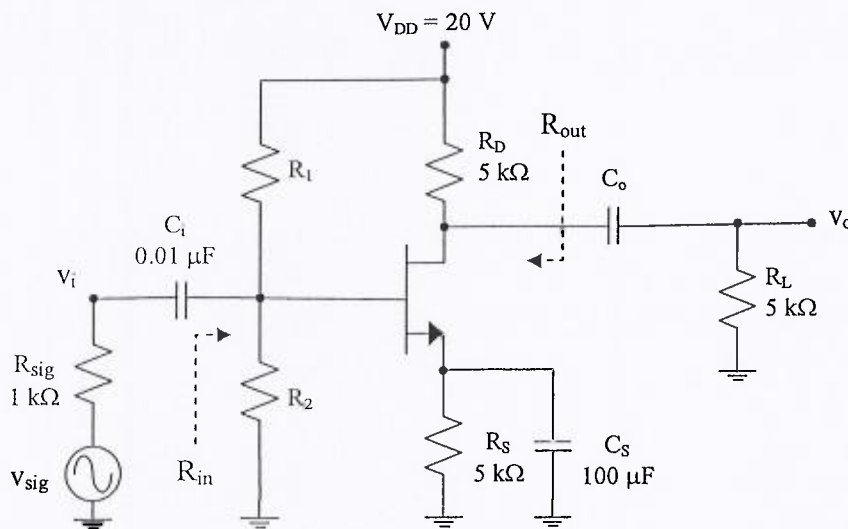 V_DD = 20 V
R_1
R_D
5 kΩ
R_out
C_o
v_o
C_i
0.01 μF
v_i
R_L
5 kΩ
R_sig
1 kΩ
R_2
R_in
v_sig
R_S
5 kΩ
C_S
100 μF